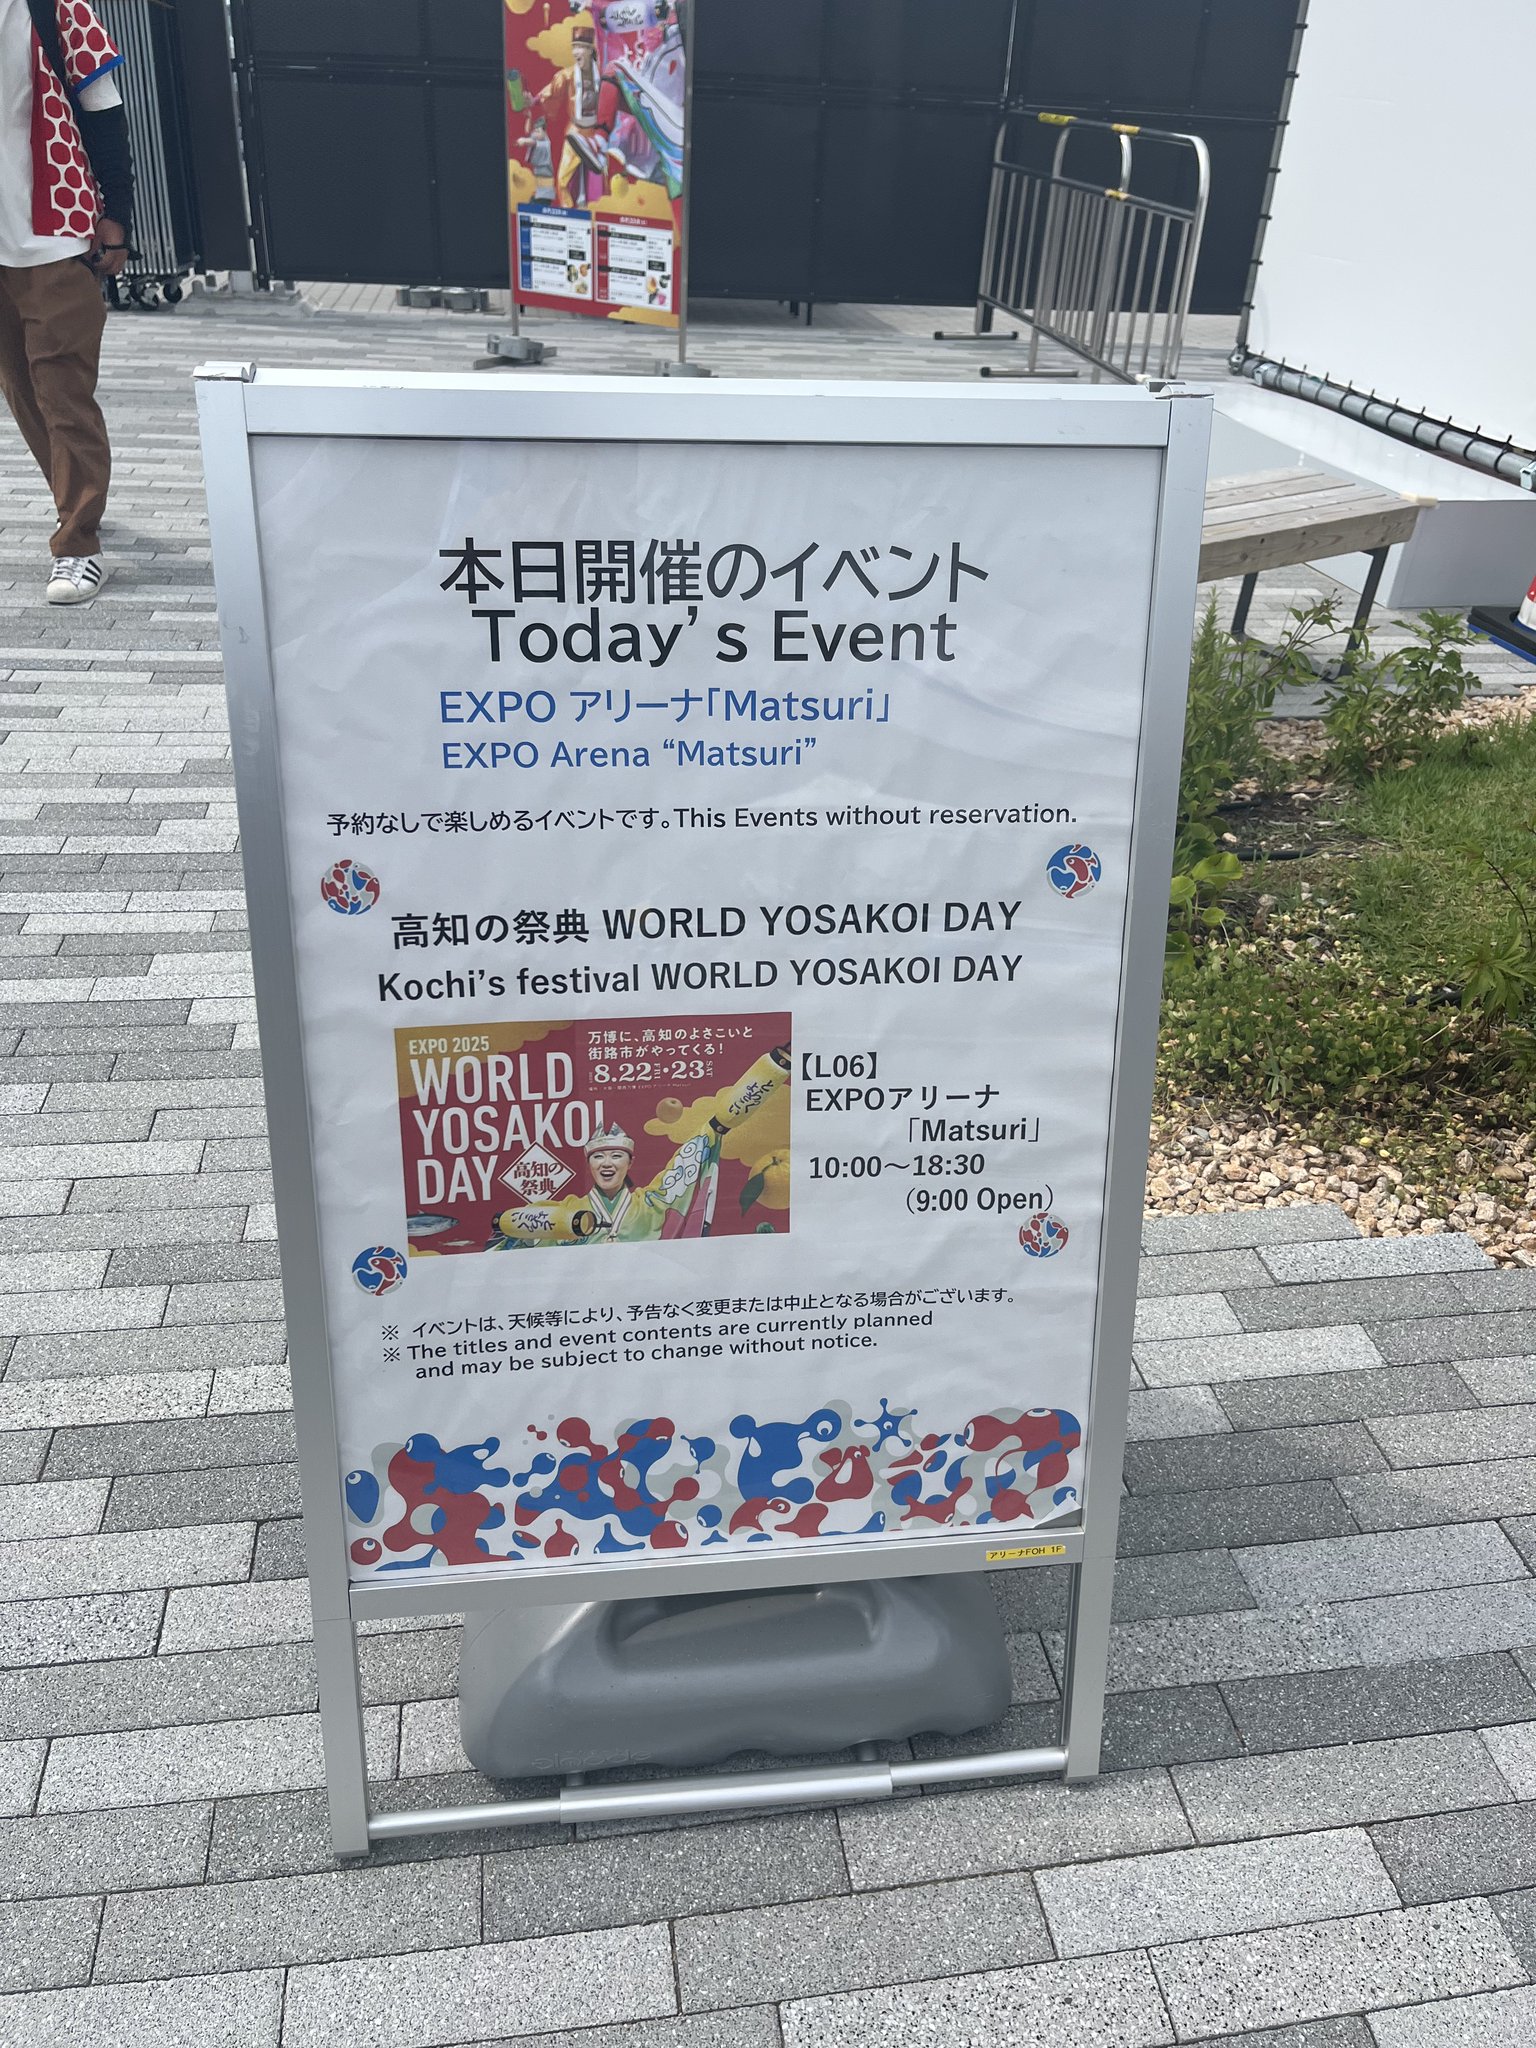 本日開催のイベント
Today's Event
EXPO アリーナ「Matsuri」
EXPO Arena “Matsuri”
予約なしで楽しめるイベントです。This Events without reservation.
高知の祭典 WORLD YOSAKOI DAY
Kochi's festival WORLD YOSAKOI DAY
EXPO 2025
WORLD
YOSAKOI
DAY
高知の
祭典
万博に、高知のよさこいと
街路市がやってくる!
8.22 FRI・23 SAT
【L06】
EXPOアリーナ
「Matsuri」
10:00～18:30
(9:00 Open)
※ イベントは、天候等により、予告なく変更または中止となる場合がございます。
※ The titles and event contents are currently planned
and may be subject to change without notice.
アリーナFOH 1F